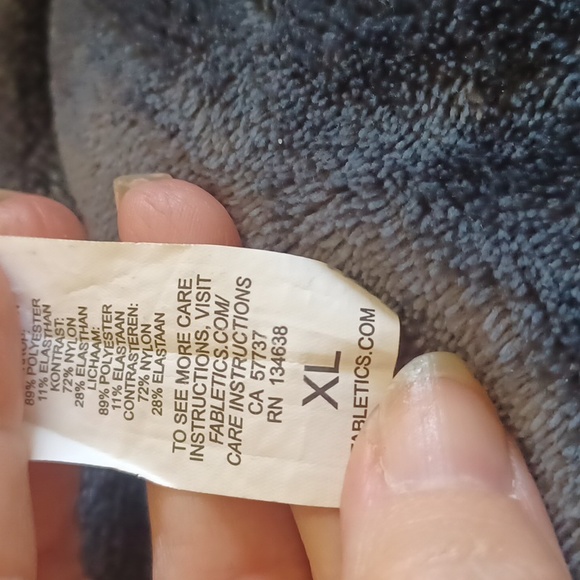 89% POLYESTER
11% ELASTHAN
KONTRAST:
72% NYLON
28% ELASTHAN
LICHAAM:
89% POLYESTER
11% ELASTAAN
CONTRASTEREN:
72% NYLON
28% ELASTAAN
TO SEE MORE CARE
INSTRUCTIONS, VISIT
FABLETICS.COM/
CARE INSTRUCTIONS
CA 57737
RN 134638
XL
FABLETICS.COM